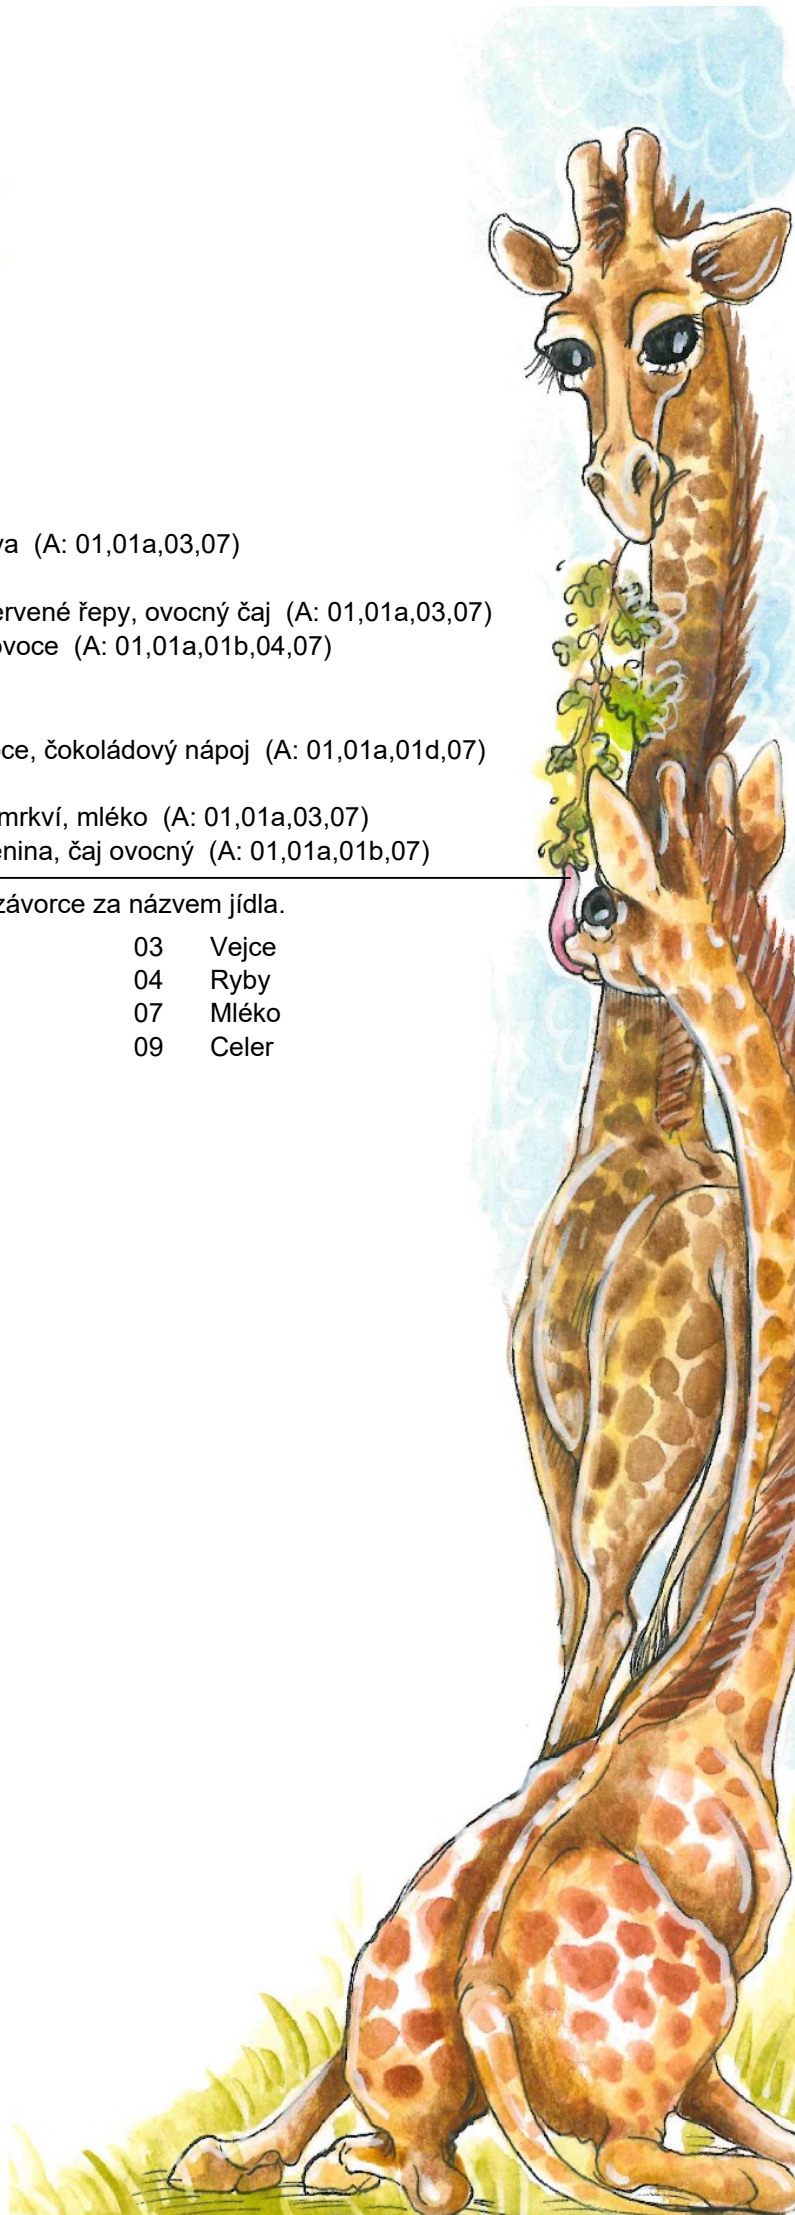 va (A: 01,01a,03,07)
ervené řepy, ovocný čaj (A: 01,01a,03,07)
ovoce (A: 01,01a,01b,04,07)
oce, čokoládový nápoj (A: 01,01a,01d,07)
mrkví, mléko (A: 01,01a,03,07)
enina, čaj ovocný (A: 01,01a,01b,07)
závorce za názvem jídla.
03 Vejce
04 Ryby
07 Mléko
09 Celer